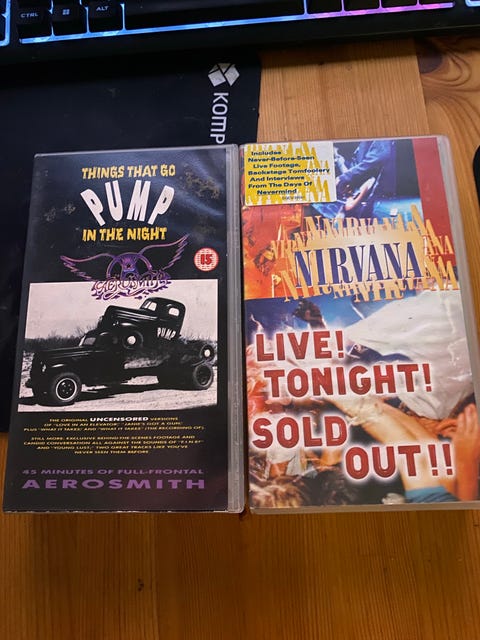 CTRL
ALT
KOMP
THINGS THAT GO
PUMP
IN THE NIGHT
AEROSMITH
15
PUMP
THE ORIGINAL UNCENSORED VERSIONS
OF "LOVE IN AN ELEVATOR," "JANIE'S GOT A GUN,"
PLUS "WHAT IT TAKES" AND "WHAT IT TAKES" (THE RECORDING OF).
STILL MORE: EXCLUSIVE BEHIND THE SCENES FOOTAGE AND
CANDID CONVERSATION ALL AGAINST THE SOUNDS OF "F.I.N.E."
AND "YOUNG LUST," TWO GREAT TRACKS LIKE YOU'VE
NEVER SEEN THEM BEFORE
45 MINUTES OF FULL-FRONTAL
AEROSMITH
Includes
Never-Before-Seen
Live Footage,
Backstage Tomfoolery
And Interviews
From The Days Of
Nevermind
NIRVANA
LIVE!
TONIGHT!
SOLD
OUT!!